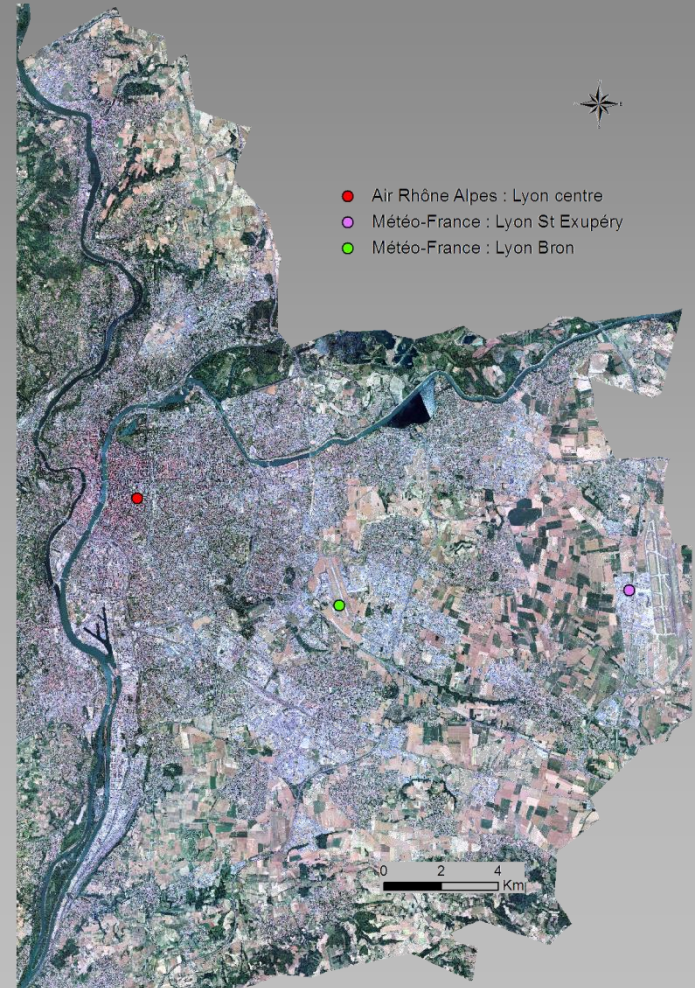 Air Rhône Alpes : Lyon centre
Météo-France : Lyon St Exupéry
Météo-France : Lyon Bron
0 2 4
Km